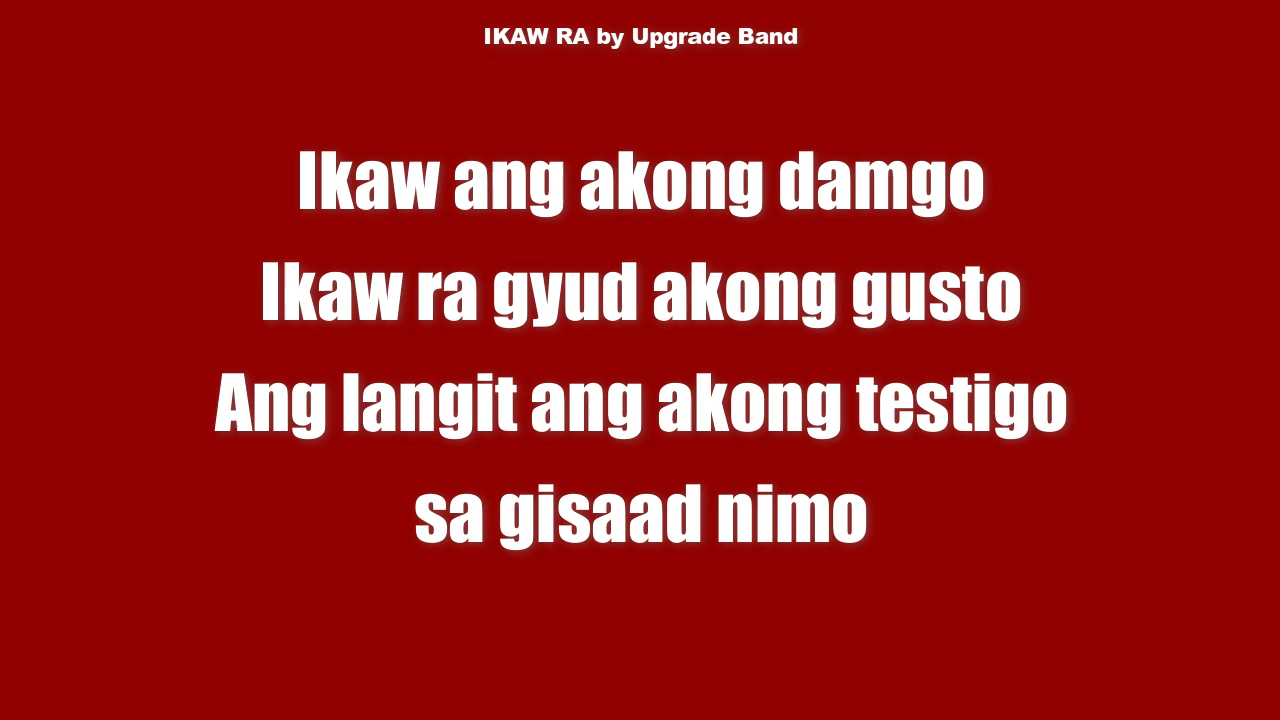 IKAW RA by Upgrade Band
Ikaw ang akong damgo
Ikaw ra gyud akong gusto
Ang langit ang akong testigo
sa gisaad nimo